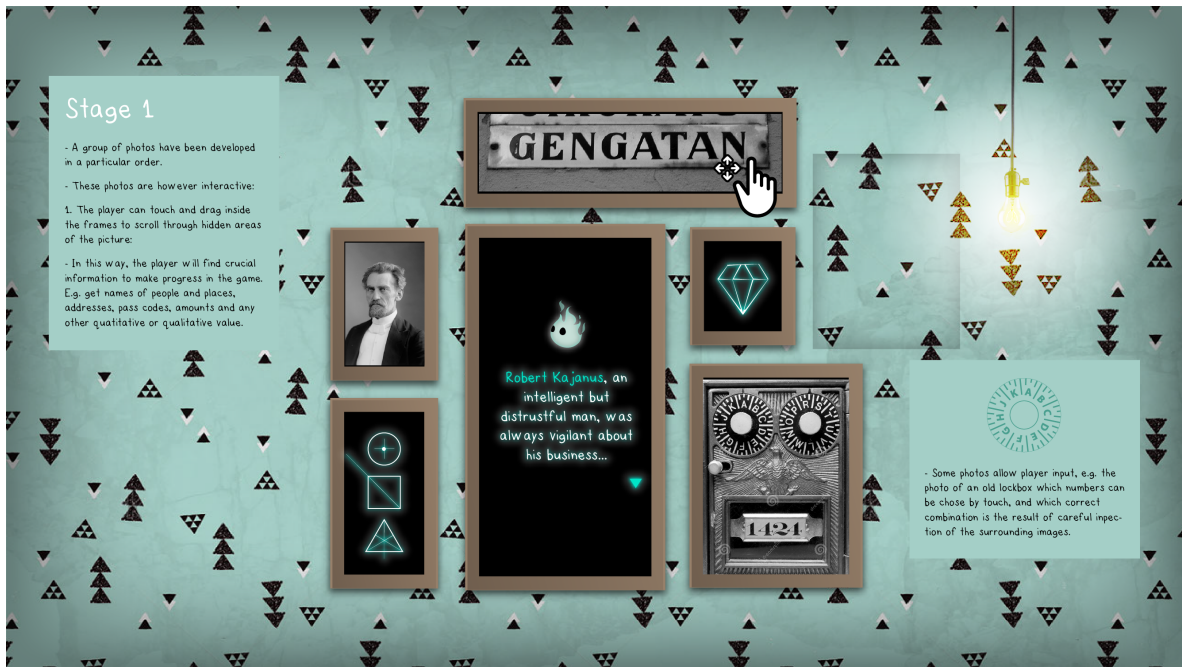 Stage 1
- A group of photos have been developed
in a particular order.
- These photos are however interactive:
1. The player can touch and drag inside
the frames to scroll through hidden areas
of the picture:
- In this way, the player will find crucial
information to make progress in the game.
E.g. get names of people and places,
addresses, pass codes, amounts and any
other quatitative or qualitative value.
GENGATAN
Robert Kajanus, an
intelligent but
distrustful man, was
always vigilant about
his business...
1424
A B C D E F G H J K
- Some photos allow player input, e.g. the
photo of an old lockbox which numbers can
be chose by touch, and which correct
combination is the result of careful inpec-
tion of the surrounding images.